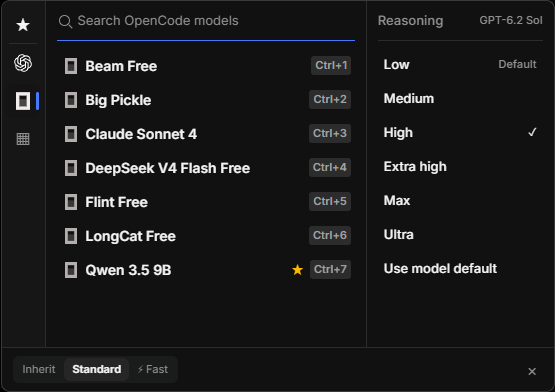 Search OpenCode models
Beam Free Ctrl+1
Big Pickle Ctrl+2
Claude Sonnet 4 Ctrl+3
DeepSeek V4 Flash Free Ctrl+4
Flint Free Ctrl+5
LongCat Free Ctrl+6
Qwen 3.5 9B Ctrl+7
Reasoning GPT-6.2 Sol
Low Default
Medium
High
Extra high
Max
Ultra
Use model default
Inherit Standard Fast